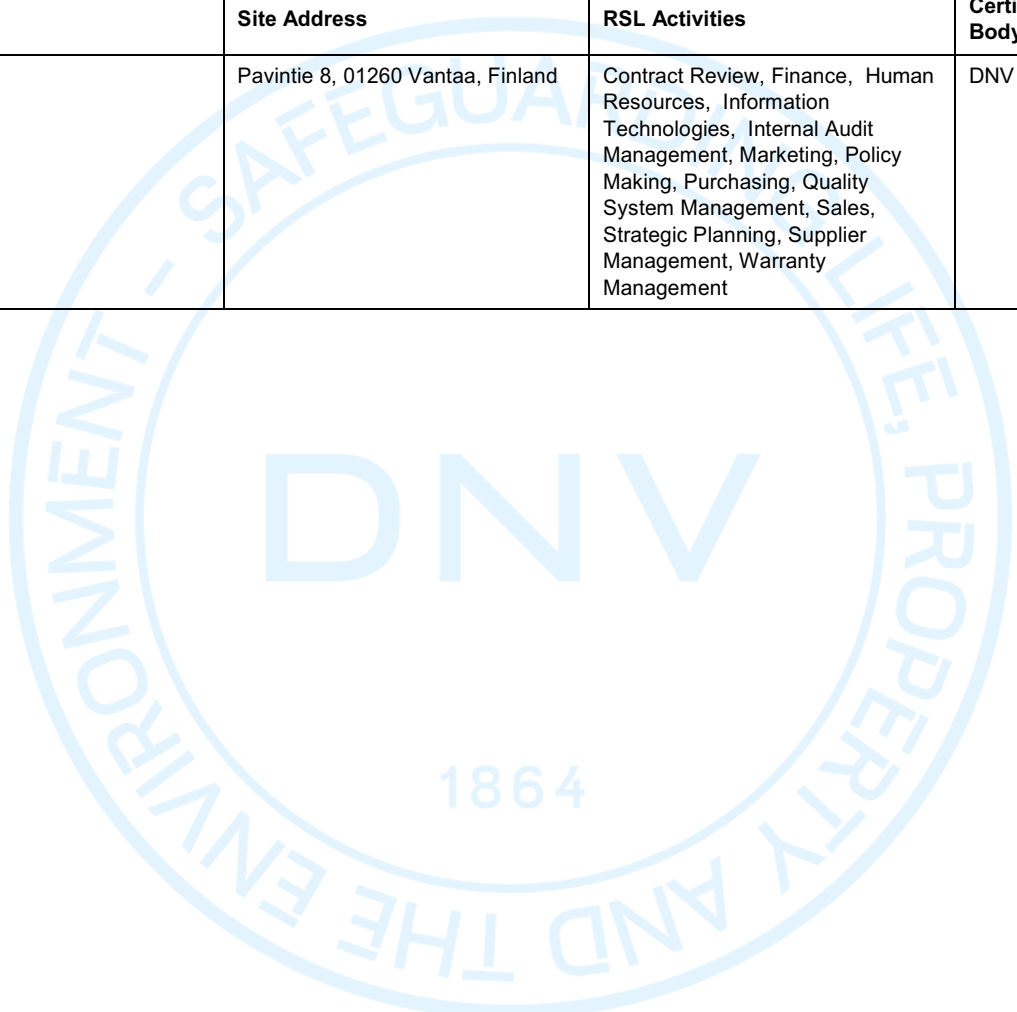 Site Address
RSL Activities
Body
Pavintie 8, 01260 Vantaa, Finland
Contract Review, Finance, Human
Resources, Information
Technologies, Internal Audit
Management, Marketing, Policy
Making, Purchasing, Quality
System Management, Sales,
Strategic Planning, Supplier
Management, Warranty
Management
DNV
SAFEGUARDING LIFE, PROPERTY AND THE ENVIRONMENT -
DNV
1864